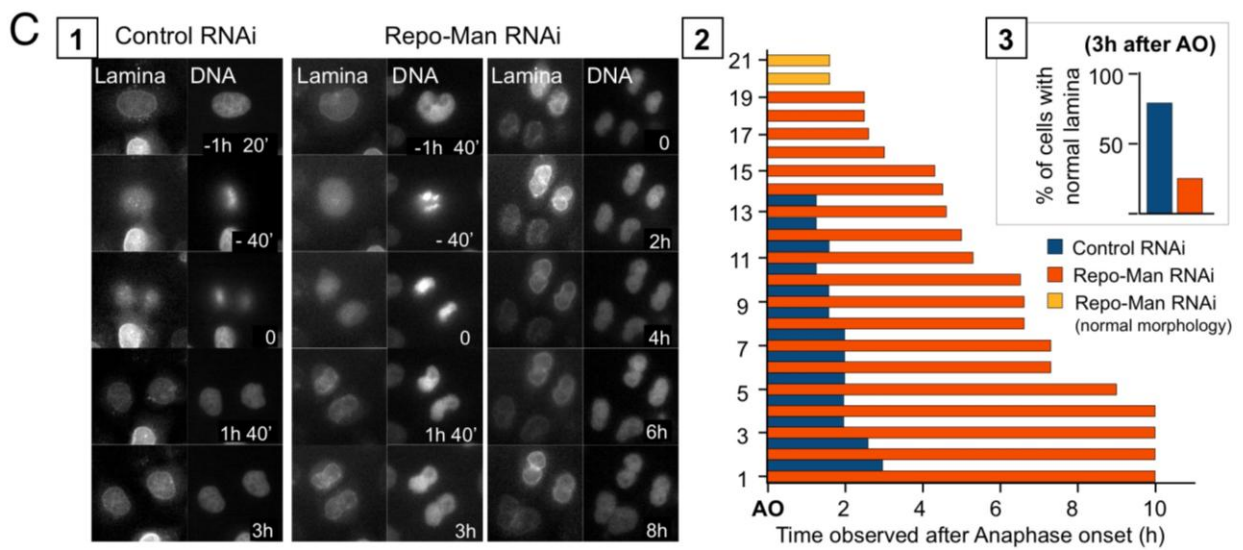 C
1
Control RNAi
Repo-Man RNAi
Lamina DNA
Lamina DNA
Lamina DNA
-1h 20'
-1h 40'
0
- 40'
- 40'
2h
0
0
4h
1h 40'
1h 40'
6h
3h
3h
8h
2
21
19
17
15
13
11
9
7
5
3
1
AO 2 4 6 8 10
Time observed after Anaphase onset (h)
3
(3h after AO)
% of cells with
normal lamina
100
50
Control RNAi
Repo-Man RNAi
Repo-Man RNAi
(normal morphology)